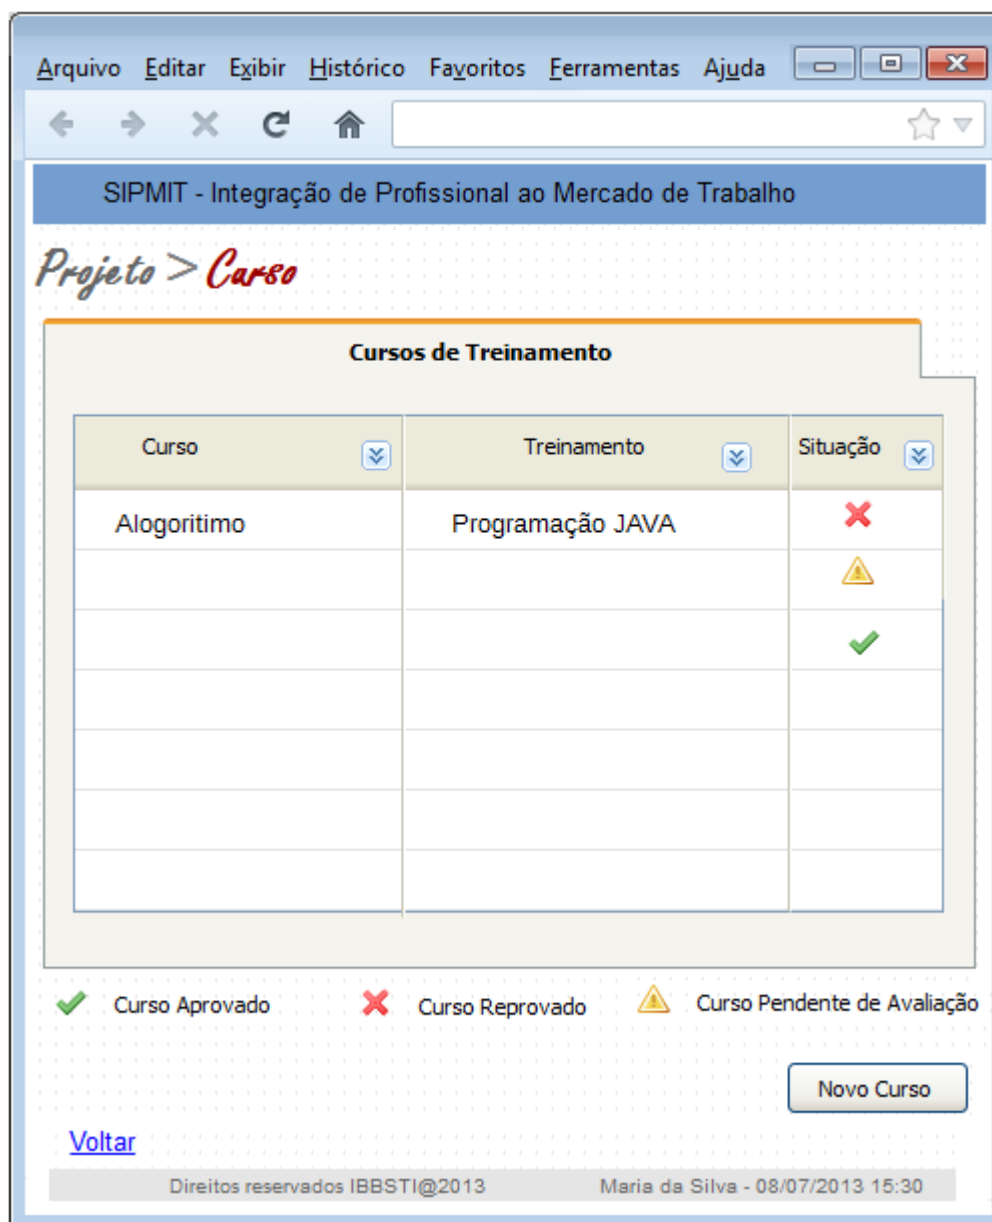 Arquivo Editar Exibir Histórico Favoritos Ferramentas Ajuda
SIPMIT - Integração de Profissional ao Mercado de Trabalho
Projeto > Curso
Cursos de Treinamento
Curso Treinamento Situação
Alogoritimo Programação JAVA
Curso Aprovado Curso Reprovado Curso Pendente de Avaliação
Novo Curso
Voltar
Direitos reservados IBBSTI@2013 Maria da Silva - 08/07/2013 15:30